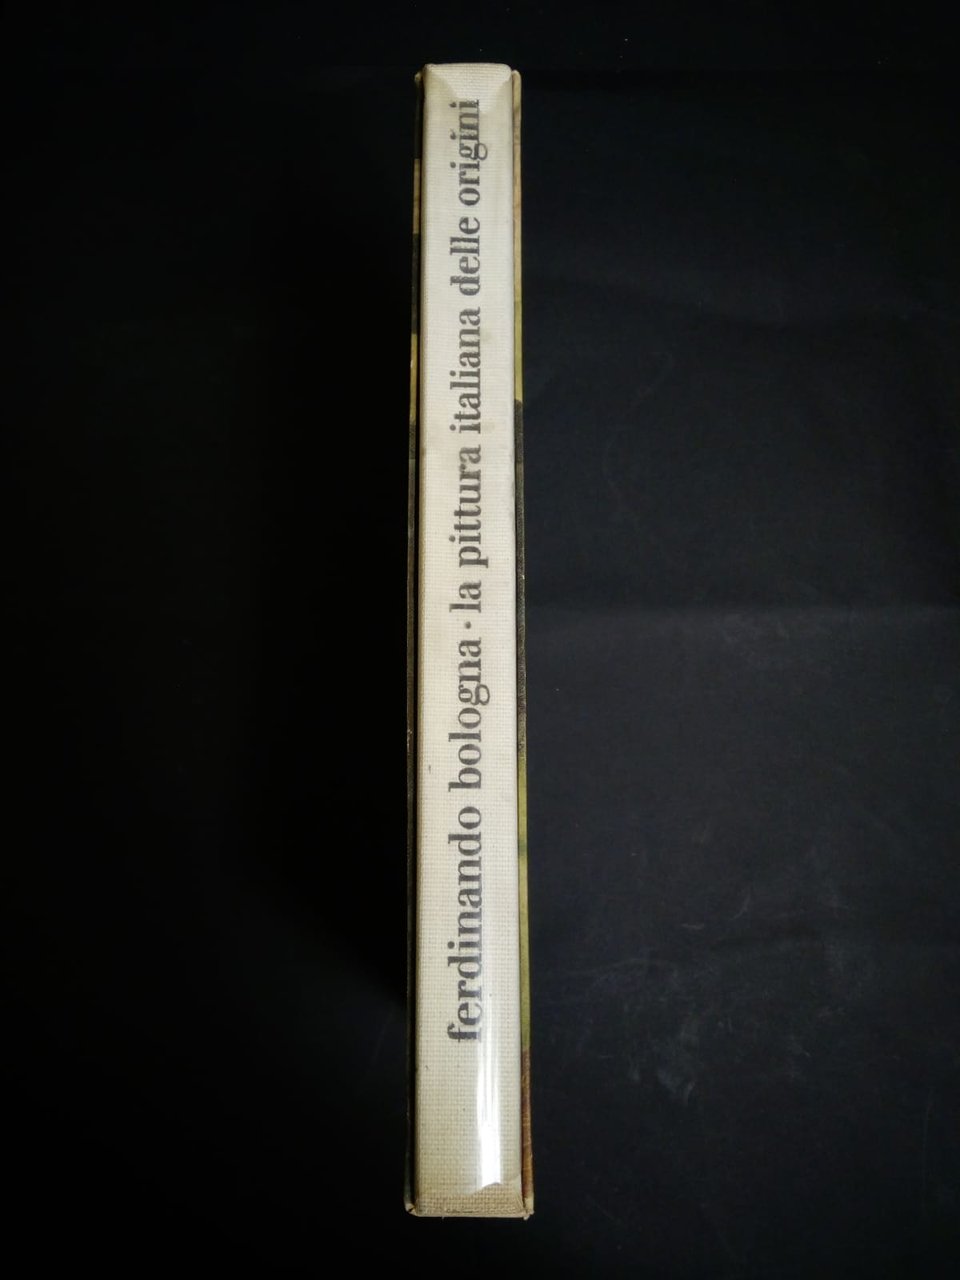 ferdinando bologna · la pittura italiana delle origini